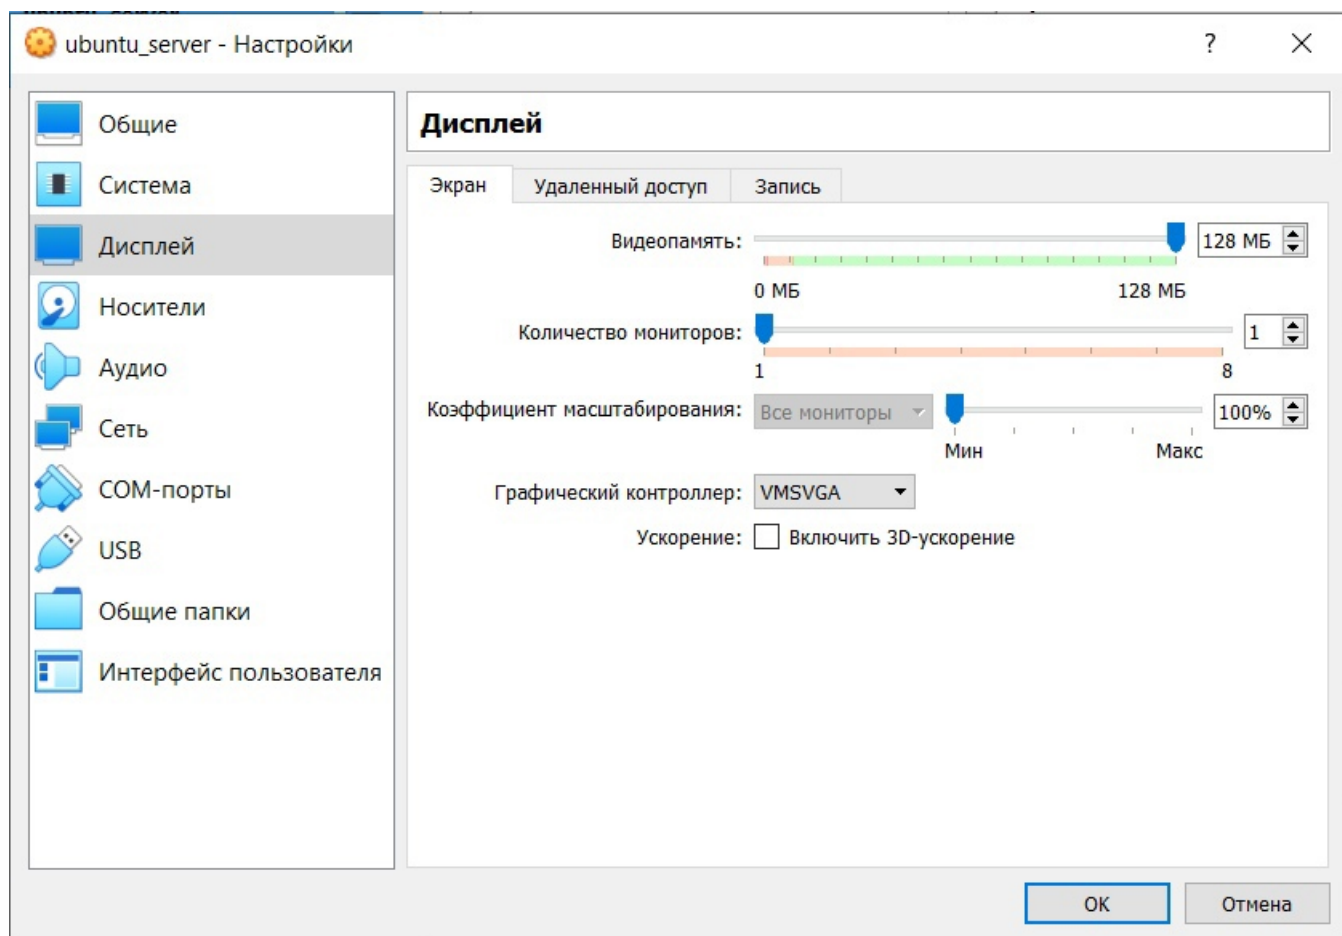 ubuntu_server - Настройки
?
Общие
Система
Дисплей
Носители
Аудио
Сеть
COM-порты
USB
Общие папки
Интерфейс пользователя
Дисплей
Экран Удаленный доступ Запись
Видеопамять: 128 МБ
0 МБ 128 МБ
Количество мониторов: 1
1 8
Коэффициент масштабирования: Все мониторы 100%
Мин Макс
Графический контроллер: VMSVGA
Ускорение: Включить 3D-ускорение
OK Отмена